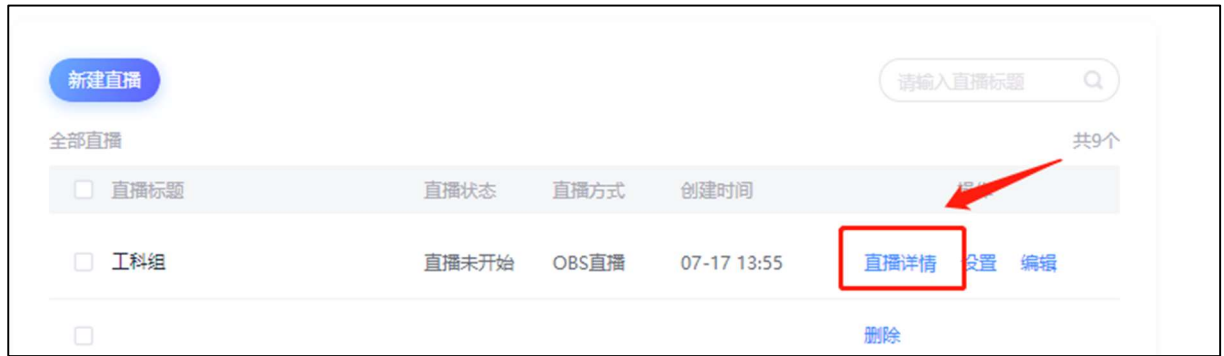 新建直播 请输入直播标题
全部直播 共9个
直播标题 直播状态 直播方式 创建时间
工科组 直播未开始 OBS直播 07-17 13:55 直播详情 设置 编辑
删除